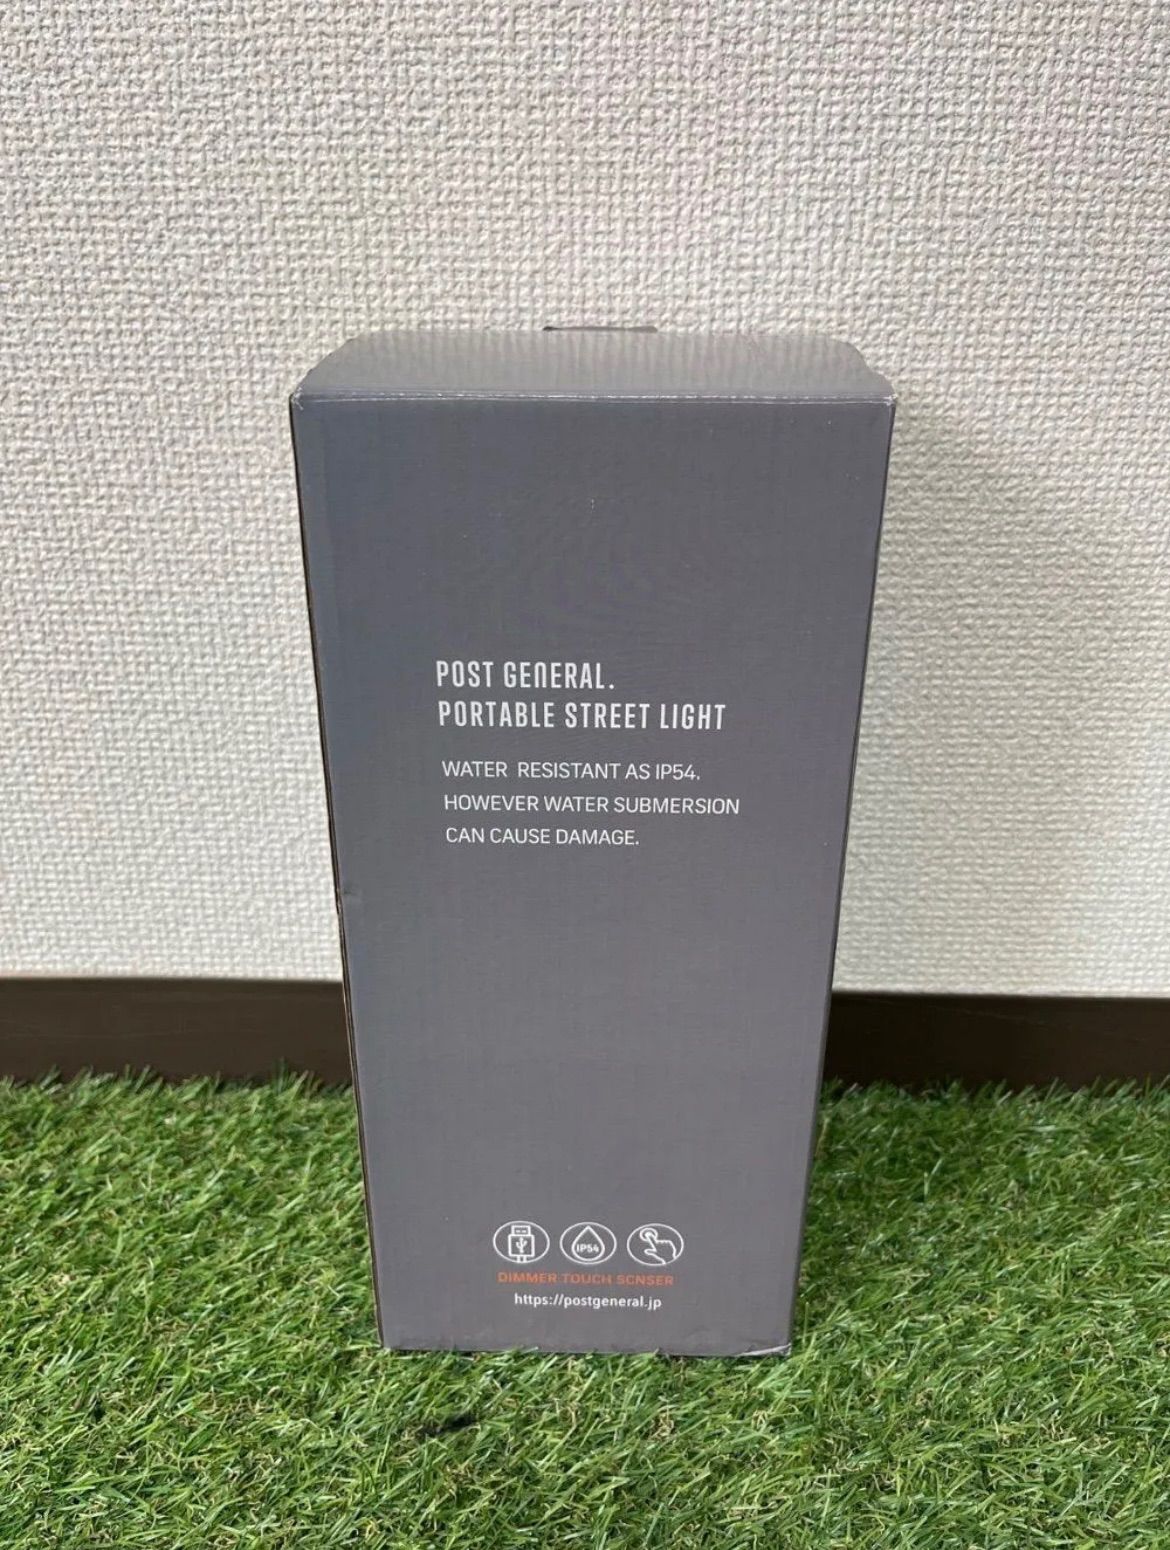 POST GENERAL.
PORTABLE STREET LIGHT
WATER RESISTANT AS IP54.
HOWEVER WATER SUBMERSION
CAN CAUSE DAMAGE.
IP54
DIMMER TOUCH SCNSER
https://postgeneral.jp